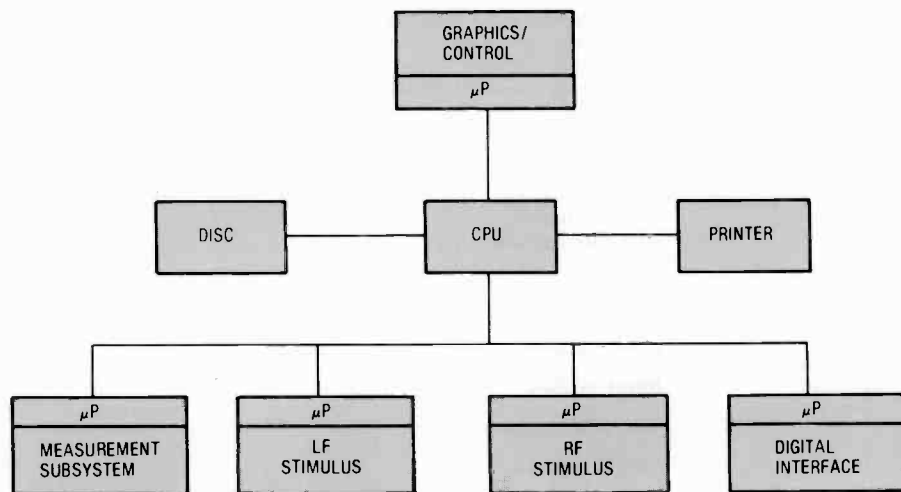 GRAPHICS/
CONTROL
μP
DISC
CPU
PRINTER
μP
μP
μP
μP
MEASUREMENT
SUBSYSTEM
LF
STIMULUS
RF
STIMULUS
DIGITAL
INTERFACE